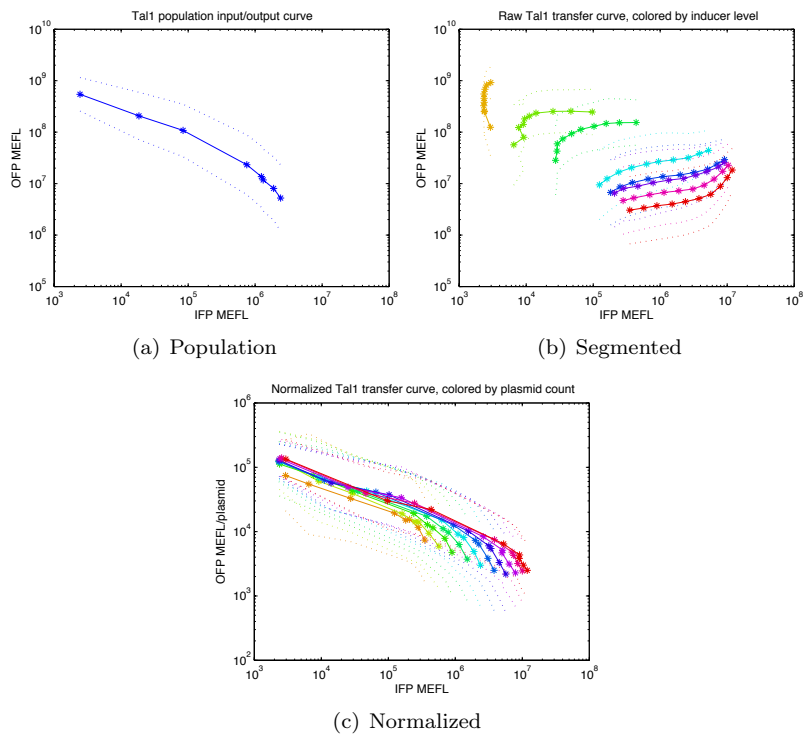 Tal1 population input/output curve
10^10
10^9
10^8
10^7
10^6
10^5
OFP MEFL
10^3 10^4 10^5 10^6 10^7 10^8
IFP MEFL
(a) Population
Raw Tal1 transfer curve, colored by inducer level
10^10
10^9
10^8
10^7
10^6
10^5
OFP MEFL
10^3 10^4 10^5 10^6 10^7 10^8
IFP MEFL
(b) Segmented
Normalized Tal1 transfer curve, colored by plasmid count
10^6
10^5
10^4
10^3
10^2
OFP MEFL/plasmid
10^3 10^4 10^5 10^6 10^7 10^8
IFP MEFL
(c) Normalized